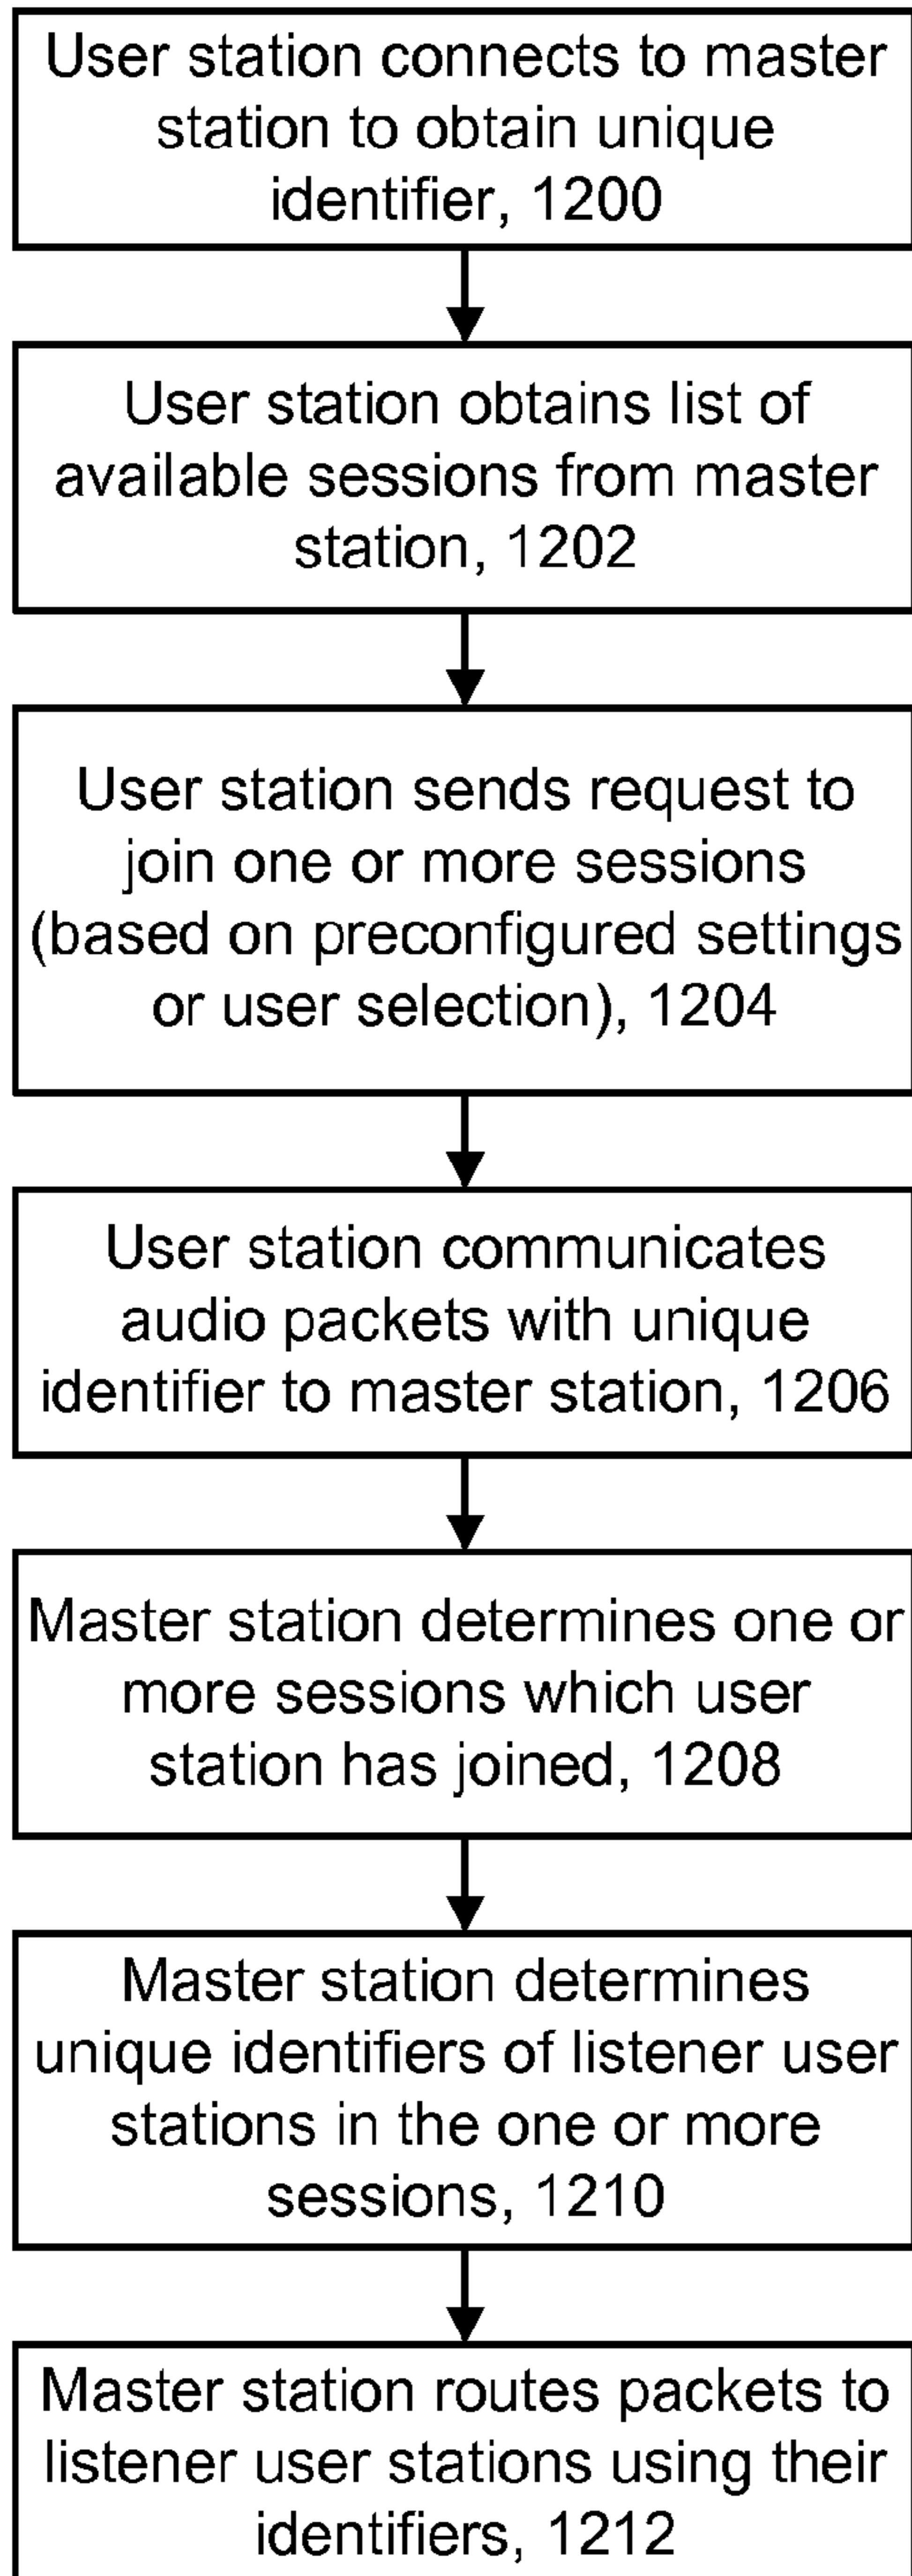 User station connects to master
station to obtain unique
identifier, 1200
User station obtains list of
available sessions from master
station, 1202
User station sends request to
join one or more sessions
(based on preconfigured settings
or user selection), 1204
User station communicates
audio packets with unique
identifier to master station, 1206
Master station determines one or
more sessions which user
station has joined, 1208
Master station determines
unique identifiers of listener user
stations in the one or more
sessions, 1210
Master station routes packets to
listener user stations using their
identifiers, 1212